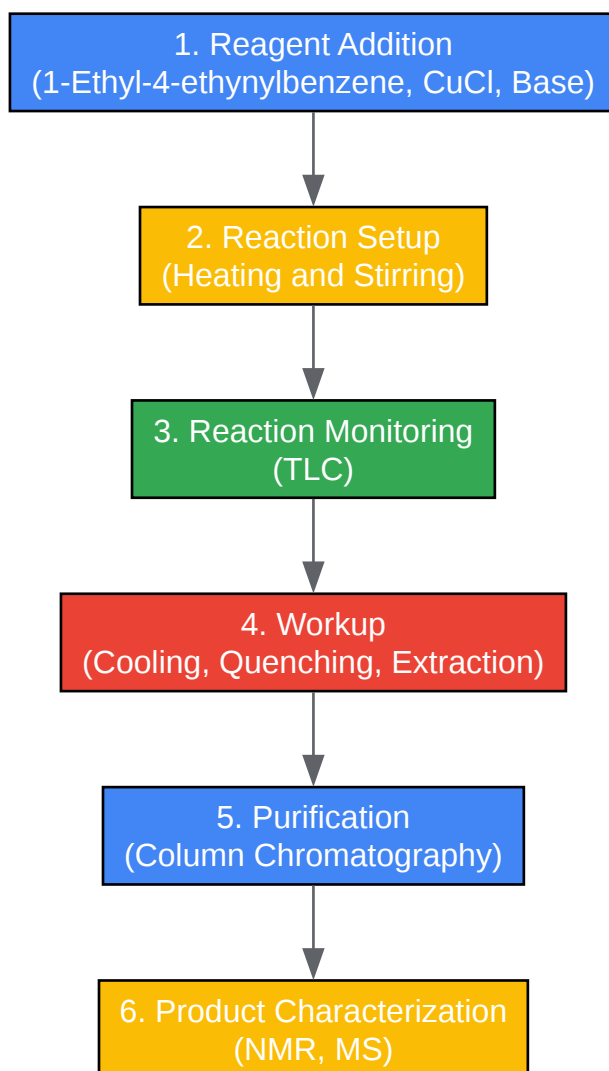 1. Reagent Addition
(1-Ethyl-4-ethynylbenzene, CuCl, Base)
2. Reaction Setup
(Heating and Stirring)
3. Reaction Monitoring
(TLC)
4. Workup
(Cooling, Quenching, Extraction)
5. Purification
(Column Chromatography)
6. Product Characterization
(NMR, MS)